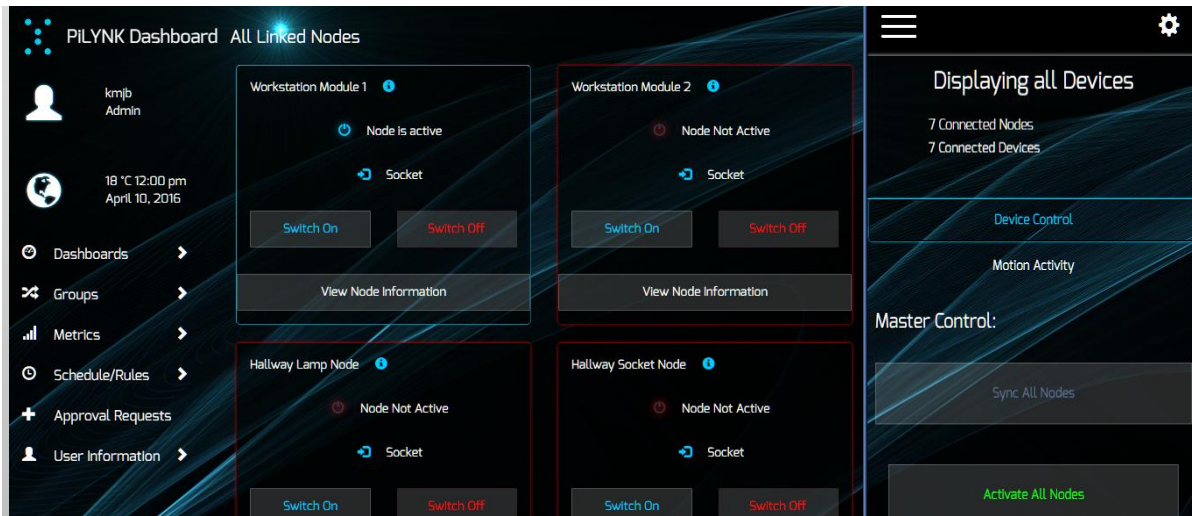 PiLYNK Dashboard All Linked Nodes
kmjb
Admin
18 °C 12:00 pm
April 10, 2016
Dashboards
Groups
Metrics
Schedule/Rules
Approval Requests
User Information
Workstation Module 1
Node is active
Socket
Switch On Switch Off
View Node Information
Workstation Module 2
Node Not Active
Socket
Switch On Switch Off
View Node Information
Hallway Lamp Node
Node Not Active
Socket
Switch On Switch Off
Hallway Socket Node
Node Not Active
Socket
Switch On Switch Off
Displaying all Devices
7 Connected Nodes
7 Connected Devices
Device Control
Motion Activity
Master Control:
Sync All Nodes
Activate All Nodes